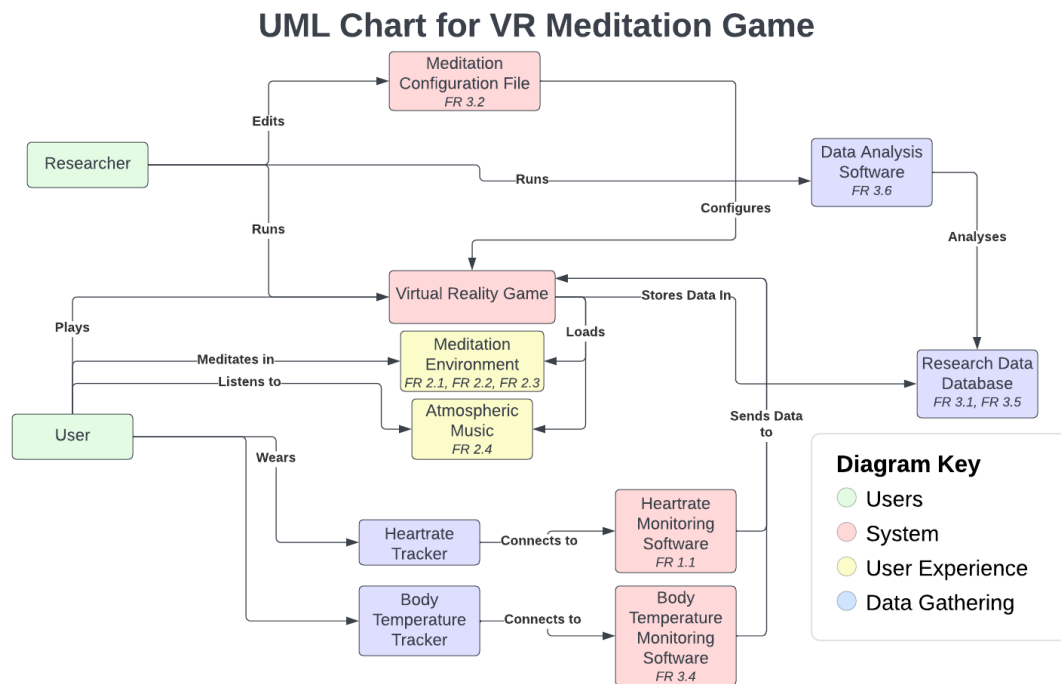 UML Chart for VR Meditation Game
Meditation
Configuration File
FR 3.2
Edits
Researcher
Data Analysis
Software
FR 3.6
Runs
Configures
Runs
Analyses
Virtual Reality Game
Stores Data In
Plays
Loads
Meditation
Environment
FR 2.1, FR 2.2, FR 2.3
Meditates in
Listens to
Research Data
Database
FR 3.1, FR 3.5
Atmospheric
Music
FR 2.4
Sends Data
to
User
Wears
Diagram Key
Users
System
User Experience
Data Gathering
Heartrate
Tracker
Connects to
Heartrate
Monitoring
Software
FR 1.1
Body
Temperature
Tracker
Connects to
Body
Temperature
Monitoring
Software
FR 3.4